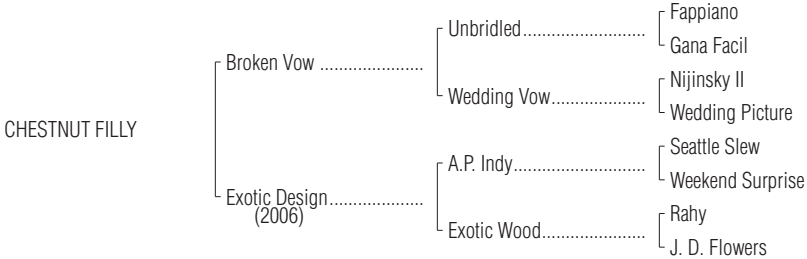 Fappiano
Unbridled..........................
Gana Facil
Broken Vow ......................
Nijinsky II
Wedding Vow....................
Wedding Picture
CHESTNUT FILLY
Seattle Slew
A.P. Indy............................
Weekend Surprise
Exotic Design....................
(2006)
Rahy
Exotic Wood......................
J. D. Flowers